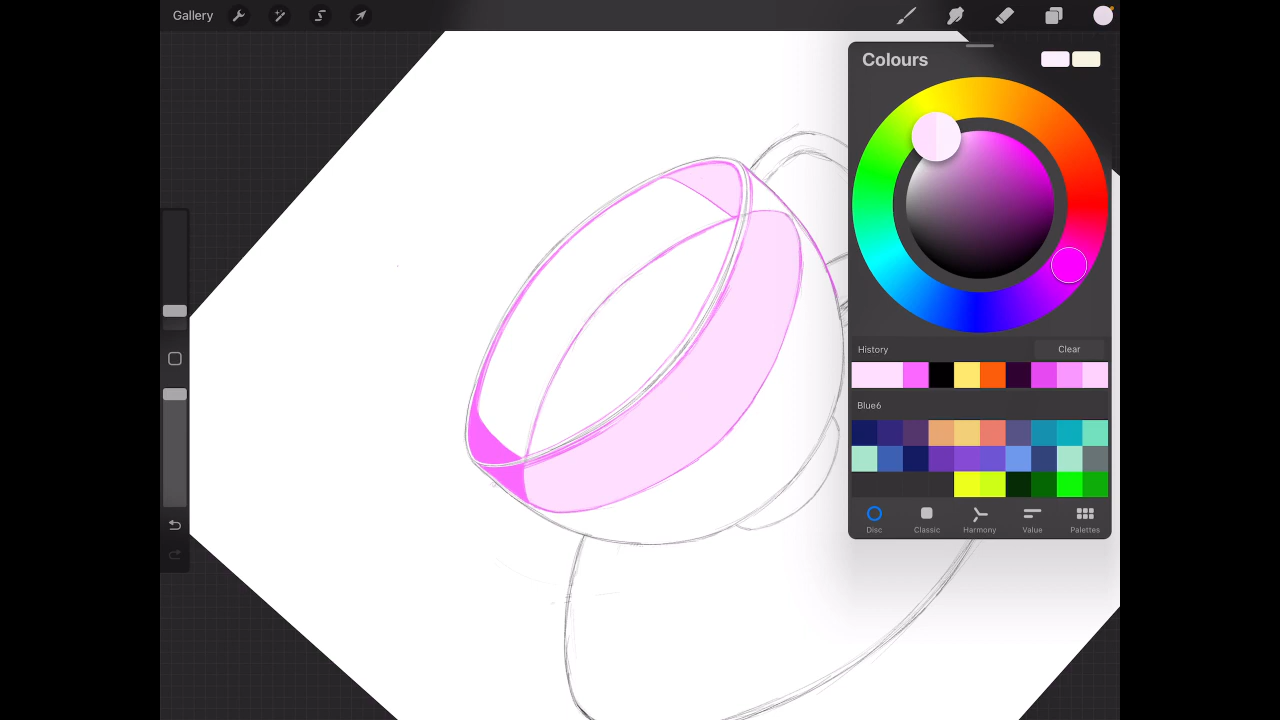 Gallery
Colours
History
Clear
Blue6
Disc
Classic
Harmony
Value
Palettes